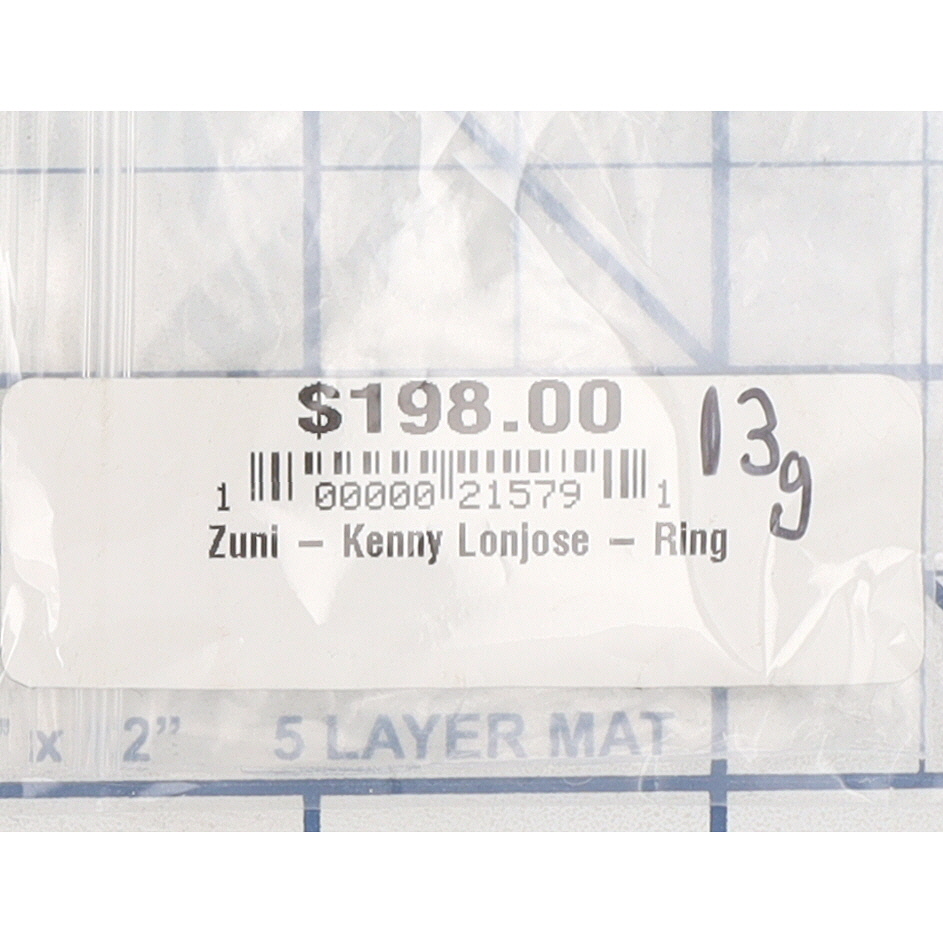 $198.00
13g
1 00000 21579 1
Zuni – Kenny Lonjose – Ring
" x 2" 5 LAYER MAT